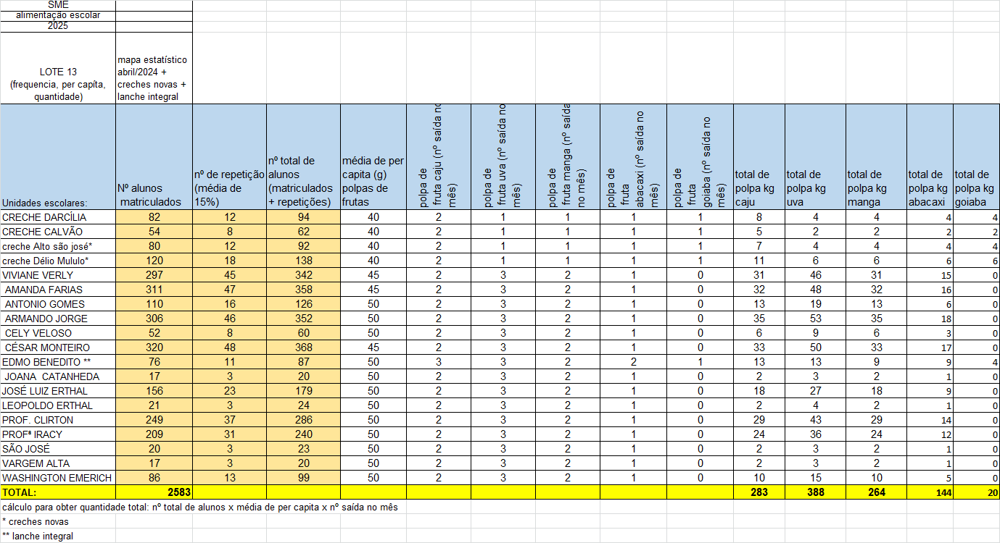 SME
alimentação escolar
2025
LOTE 13
(frequencia, per capíta,
quantidade)
mapa estatístico
abril/2024 +
creches novas +
lanche integral
Unidades escolares:
Nº alunos
matriculados
nº de repetição
(média de
15%)
nº total de
alunos
(matriculados
+ repetições)
média de per
capita (g)
polpas de
frutas
polpa de
fruta caju (nº saída no
mês)
polpa de
fruta uva (nº saída no
mês)
polpa de
fruta manga (nº saída
no mês)
polpa de
fruta
abacaxi (nº saída no
mês)
polpa de
fruta
goiaba (nº saída no
mês)
total de
polpa kg
caju
total de
polpa kg
uva
total de
polpa kg
manga
total de
polpa kg
abacaxi
total de
polpa kg
goiaba
CRECHE DARCÍLIA 82 12 94 40 2 1 1 1 1 8 4 4 4 4
CRECHE CALVÃO 54 8 62 40 2 1 1 1 1 5 2 2 2 2
creche Alto são josé* 80 12 92 40 2 1 1 1 1 7 4 4 4 4
creche Délio Mululo* 120 18 138 40 2 1 1 1 1 11 6 6 6 6
VIVIANE VERLY 297 45 342 45 2 3 2 1 0 31 46 31 15 0
AMANDA FARIAS 311 47 358 45 2 3 2 1 0 32 48 32 16 0
ANTONIO GOMES 110 16 126 50 2 3 2 1 0 13 19 13 6 0
ARMANDO JORGE 306 46 352 50 2 3 2 1 0 35 53 35 18 0
CELY VELOSO 52 8 60 50 2 3 2 1 0 6 9 6 3 0
CÉSAR MONTEIRO 320 48 368 45 2 3 2 1 0 33 50 33 17 0
EDMO BENEDITO ** 76 11 87 50 3 3 2 2 1 13 13 9 9 4
JOANA CATANHEDA 17 3 20 50 2 3 2 1 0 2 3 2 1 0
JOSÉ LUIZ ERTHAL 156 23 179 50 2 3 2 1 0 18 27 18 9 0
LEOPOLDO ERTHAL 21 3 24 50 2 3 2 1 0 2 4 2 1 0
PROF. CLIRTON 249 37 286 50 2 3 2 1 0 29 43 29 14 0
PROFª IRACY 209 31 240 50 2 3 2 1 0 24 36 24 12 0
SÃO JOSÉ 20 3 23 50 2 3 2 1 0 2 3 2 1 0
VARGEM ALTA 17 3 20 50 2 3 2 1 0 2 3 2 1 0
WASHINGTON EMERICH 86 13 99 50 2 3 2 1 0 10 15 10 5 0
TOTAL: 2583 283 388 264 144 20
cálculo para obter quantidade total: nº total de alunos x média de per capita x nº saída no mês
* creches novas
** lanche integral